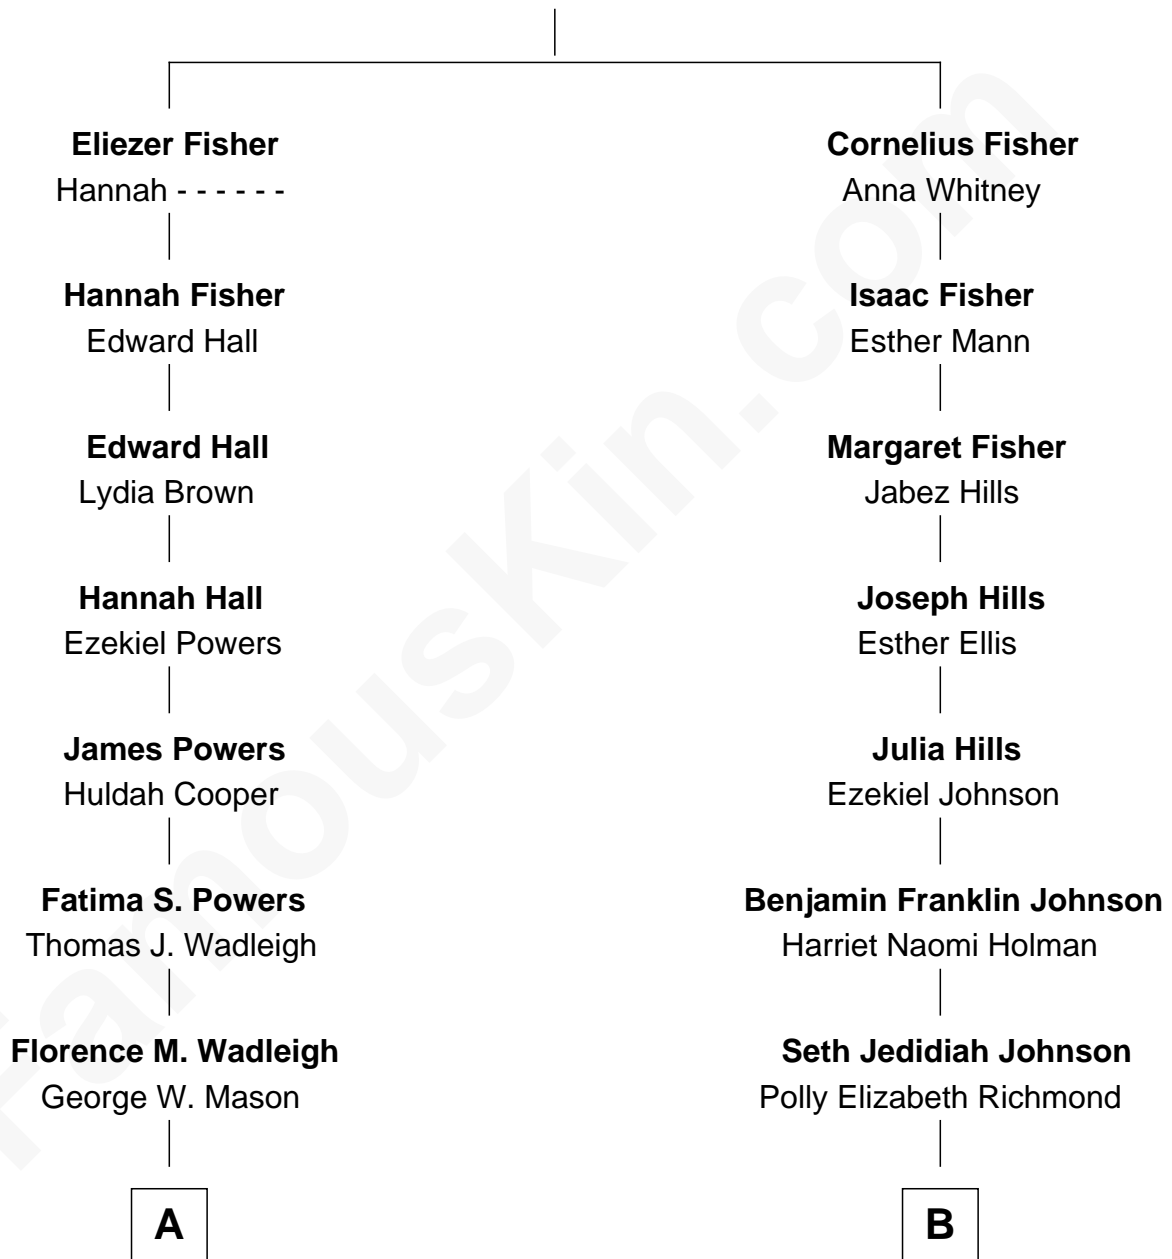 Eliezer Fisher
Hannah - - - - - -
Cornelius Fisher
Anna Whitney
Hannah Fisher
Edward Hall
Isaac Fisher
Esther Mann
Edward Hall
Lydia Brown
Margaret Fisher
Jabez Hills
Hannah Hall
Ezekiel Powers
Joseph Hills
Esther Ellis
James Powers
Huldah Cooper
Julia Hills
Ezekiel Johnson
Fatima S. Powers
Thomas J. Wadleigh
Benjamin Franklin Johnson
Harriet Naomi Holman
Florence M. Wadleigh
George W. Mason
Seth Jedidiah Johnson
Polly Elizabeth Richmond
A
B
FamousKin.com